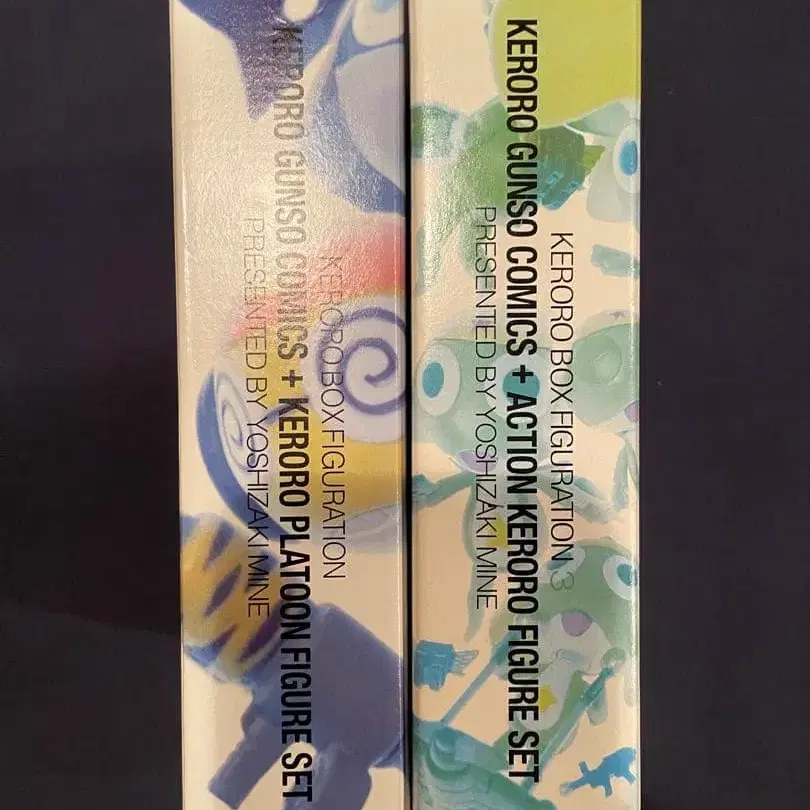 KERORO BOX FIGURATION
KERORO GUNSO COMICS + KERORO PLATOON FIGURE SET
PRESENTED BY YOSHIZAKI MINE
KERORO BOX FIGURATION 3
KERORO GUNSO COMICS + ACTION KERORO FIGURE SET
PRESENTED BY YOSHIZAKI MINE